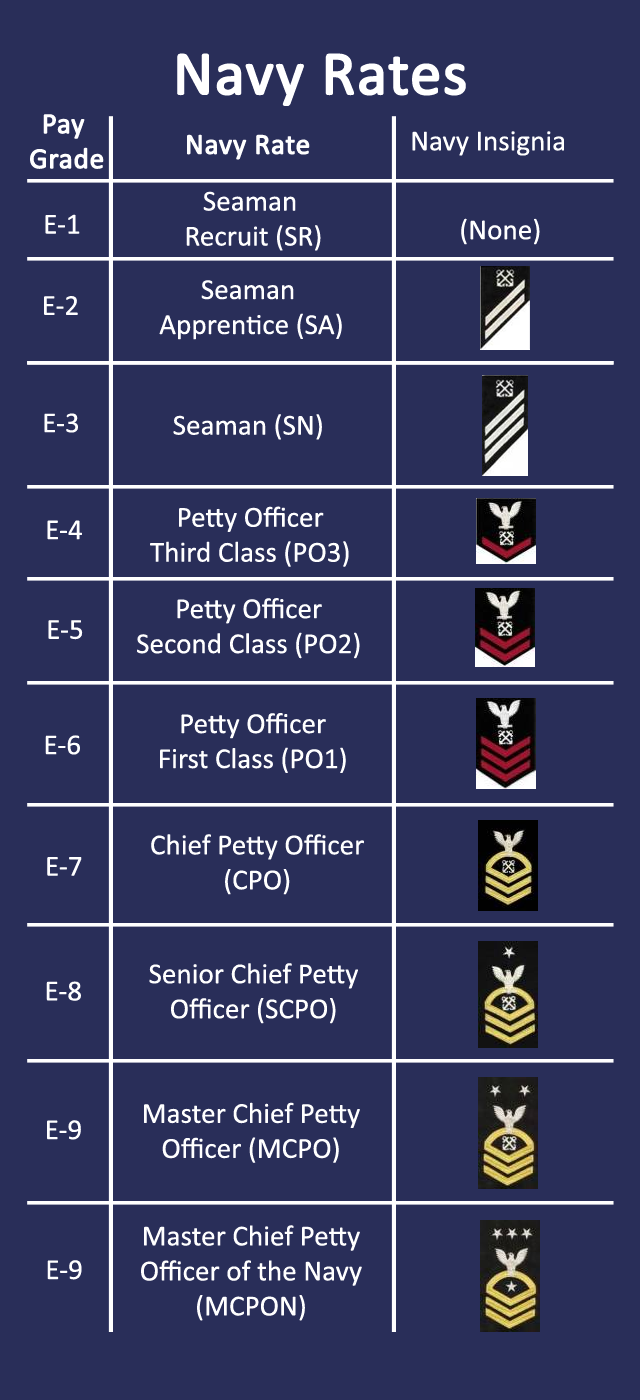 Navy Rates
Pay
Grade
Navy Rate
Navy Insignia
E-1
Seaman
Recruit (SR)
(None)
E-2
Seaman
Apprentice (SA)
E-3
Seaman (SN)
E-4
Petty Officer
Third Class (PO3)
E-5
Petty Officer
Second Class (PO2)
E-6
Petty Officer
First Class (PO1)
E-7
Chief Petty Officer
(CPO)
E-8
Senior Chief Petty
Officer (SCPO)
E-9
Master Chief Petty
Officer (MCPO)
E-9
Master Chief Petty
Officer of the Navy
(MCPON)